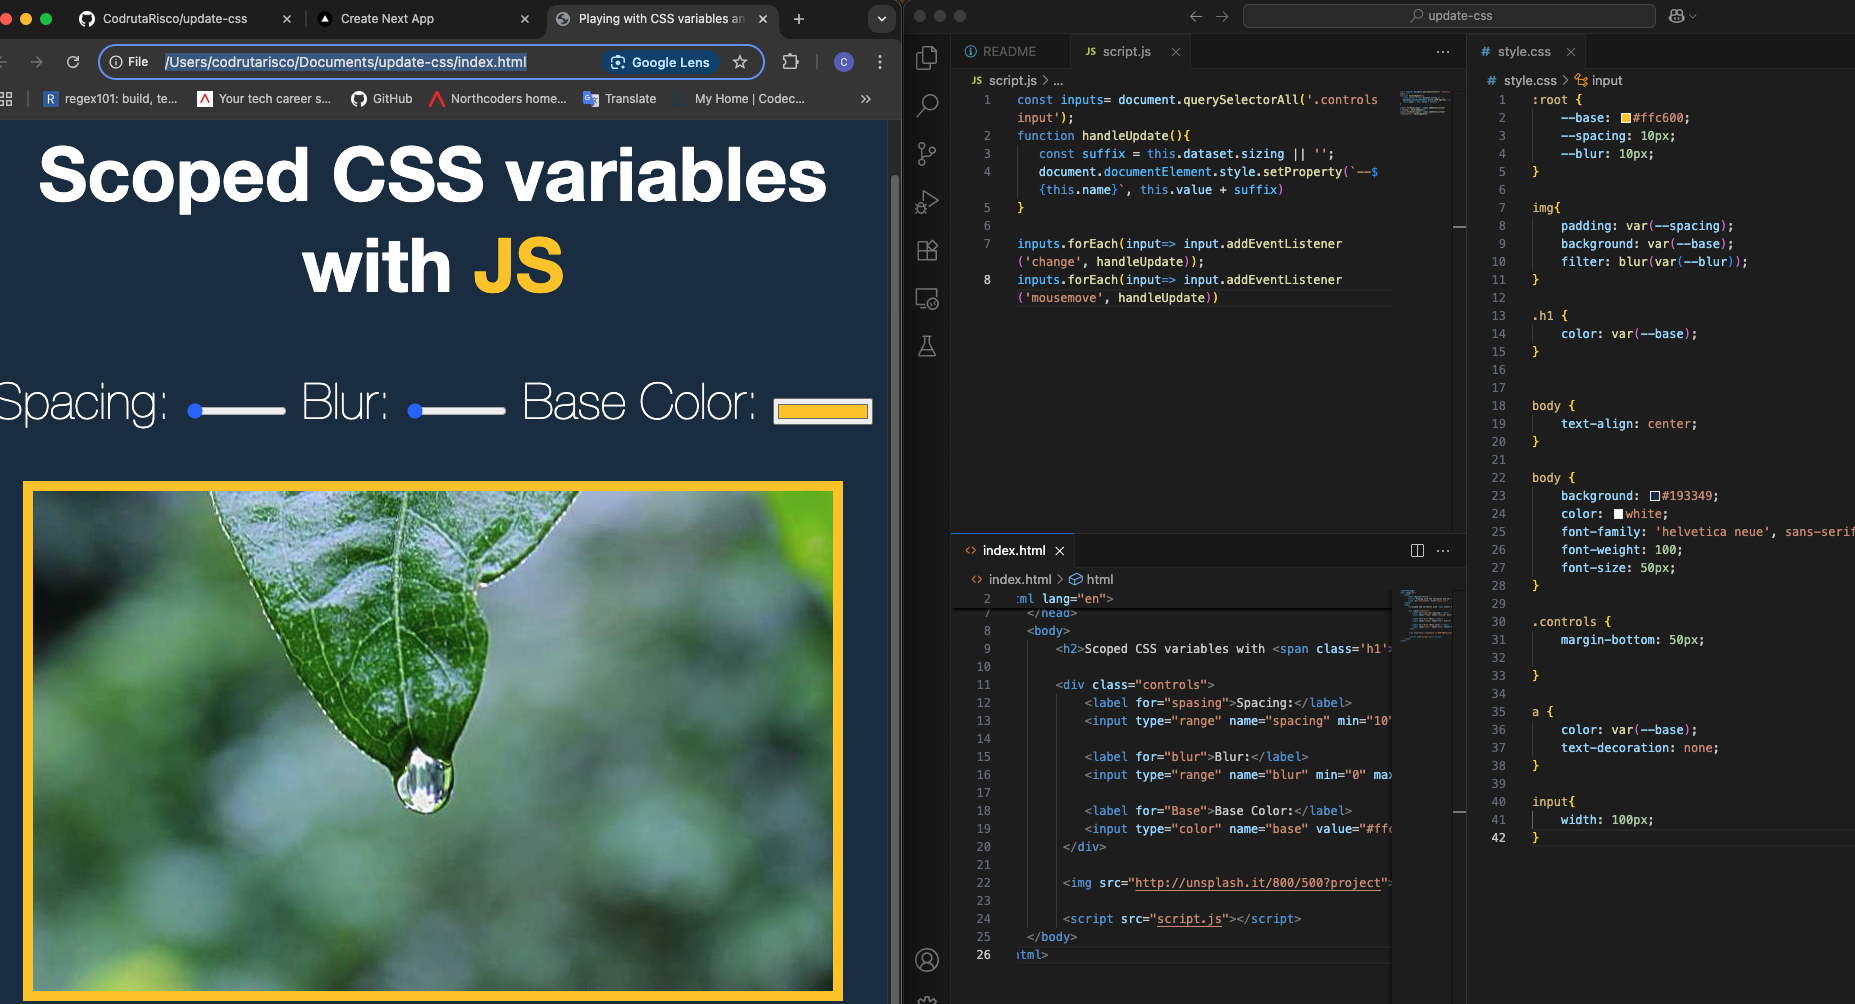 CodrutaRisco/update-css
Create Next App
Playing with CSS variables an
File /Users/codrutarisco/Documents/update-css/index.html Google Lens
C
R regex101: build, te...
Your tech career s...
GitHub
Northcoders home...
Translate
My Home | Codec...
»
Scoped CSS variables
with JS
Spacing: Blur: Base Color:
update-css
README
JS script.js
JS script.js > ...
1 const inputs= document.querySelectorAll('.controls
input');
2 function handleUpdate(){
3 const suffix = this.dataset.sizing || '';
4 document.documentElement.style.setProperty(`--$
{this.name}`, this.value + suffix)
5 }
6
7 inputs.forEach(input=> input.addEventListener
('change', handleUpdate));
8 inputs.forEach(input=> input.addEventListener
('mousemove', handleUpdate))
index.html
index.html > html
2 tml lang="en">
7 </head>
8 <body>
9 <h2>Scoped CSS variables with <span class='h1'>
10
11 <div class="controls">
12 <label for="spasing">Spacing:</label>
13 <input type="range" name="spacing" min="10"
14
15 <label for="blur">Blur:</label>
16 <input type="range" name="blur" min="0" max
17
18 <label for="Base">Base Color:</label>
19 <input type="color" name="base" value="#ffc
20 </div>
21
22 <img src="http://unsplash.it/800/500?project">
23
24 <script src="script.js"></script>
25 </body>
26 html>
# style.css
# style.css > input
1 :root {
2 --base: #ffc600;
3 --spacing: 10px;
4 --blur: 10px;
5 }
6
7 img{
8 padding: var(--spacing);
9 background: var(--base);
10 filter: blur(var(--blur));
11 }
12
13 .h1 {
14 color: var(--base);
15 }
16
17
18 body {
19 text-align: center;
20 }
21
22 body {
23 background: #193349;
24 color: white;
25 font-family: 'helvetica neue', sans-serif
26 font-weight: 100;
27 font-size: 50px;
28 }
29
30 .controls {
31 margin-bottom: 50px;
32
33 }
34
35 a {
36 color: var(--base);
37 text-decoration: none;
38 }
39
40 input{
41 width: 100px;
42 }